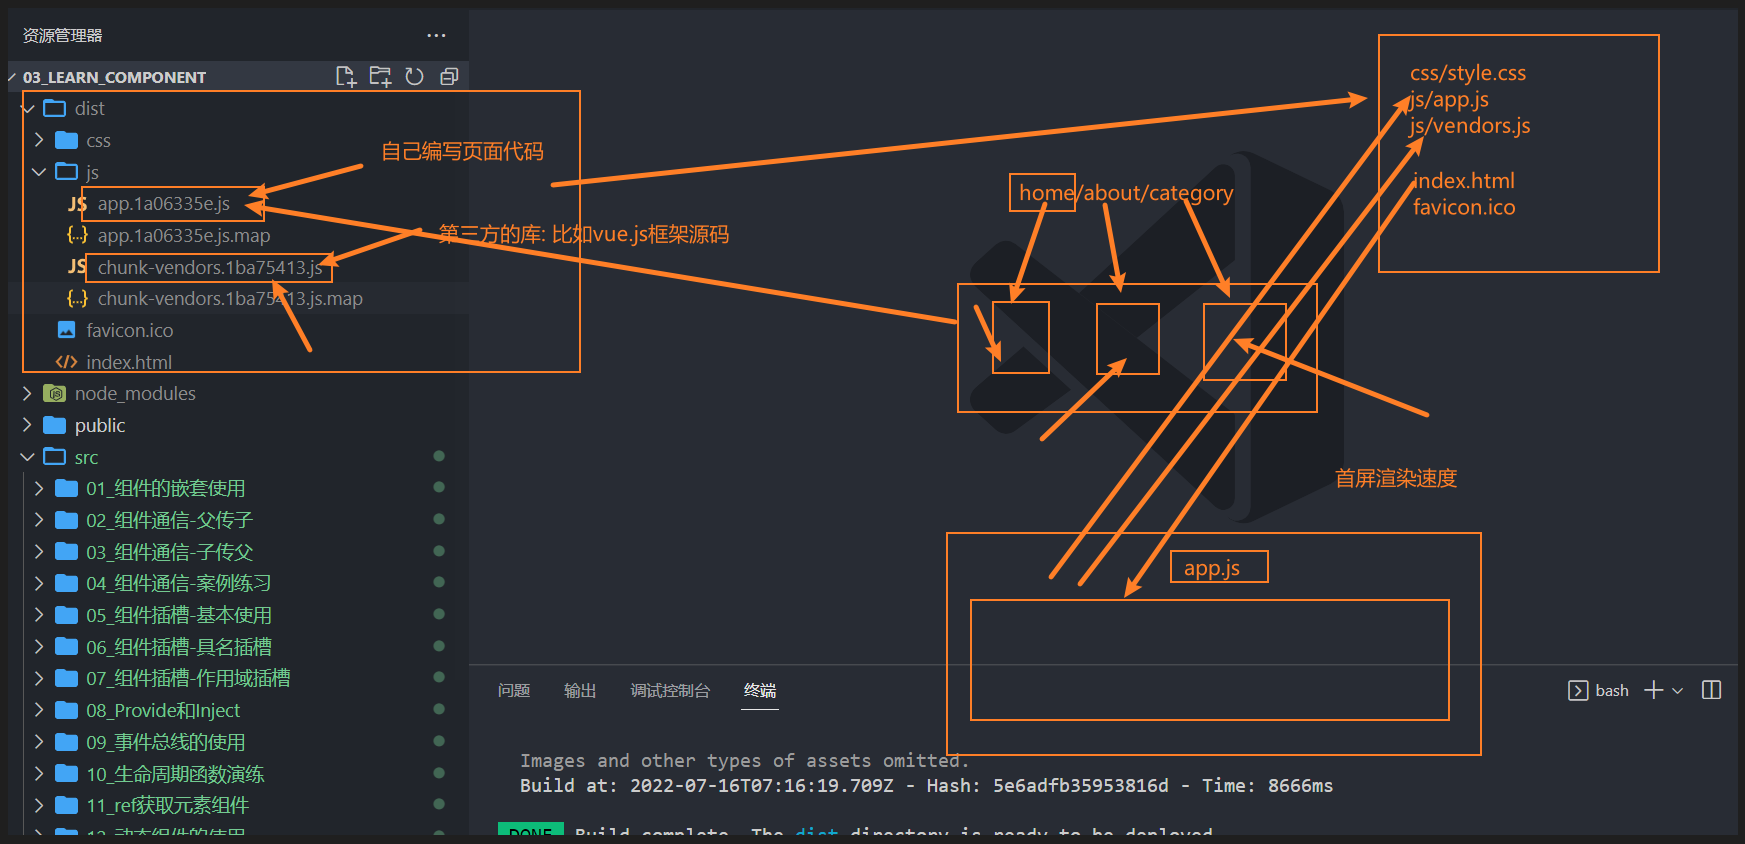 资源管理器
03_LEARN_COMPONENT
dist
css
js
app.1a06335e.js
app.1a06335e.js.map
chunk-vendors.1ba75413.js
chunk-vendors.1ba75413.js.map
favicon.ico
index.html
node_modules
public
src
01_组件的嵌套使用
02_组件通信-父传子
03_组件通信-子传父
04_组件通信-案例练习
05_组件插槽-基本使用
06_组件插槽-具名插槽
07_组件插槽-作用域插槽
08_Provide和Inject
09_事件总线的使用
10_生命周期函数演练
11_ref获取元素组件
12_动态组件的使用
自己编写页面代码
第三方的库: 比如vue.js框架源码
home/about/category
css/style.css
js/app.js
js/vendors.js
index.html
favicon.ico
首屏渲染速度
app.js
问题 输出 调试控制台 终端
bash
Images and other types of assets omitted.
Build at: 2022-07-16T07:16:19.709Z - Hash: 5e6adfb35953816d - Time: 8666ms
DONE Build complete. The dist directory is ready to be deployed.